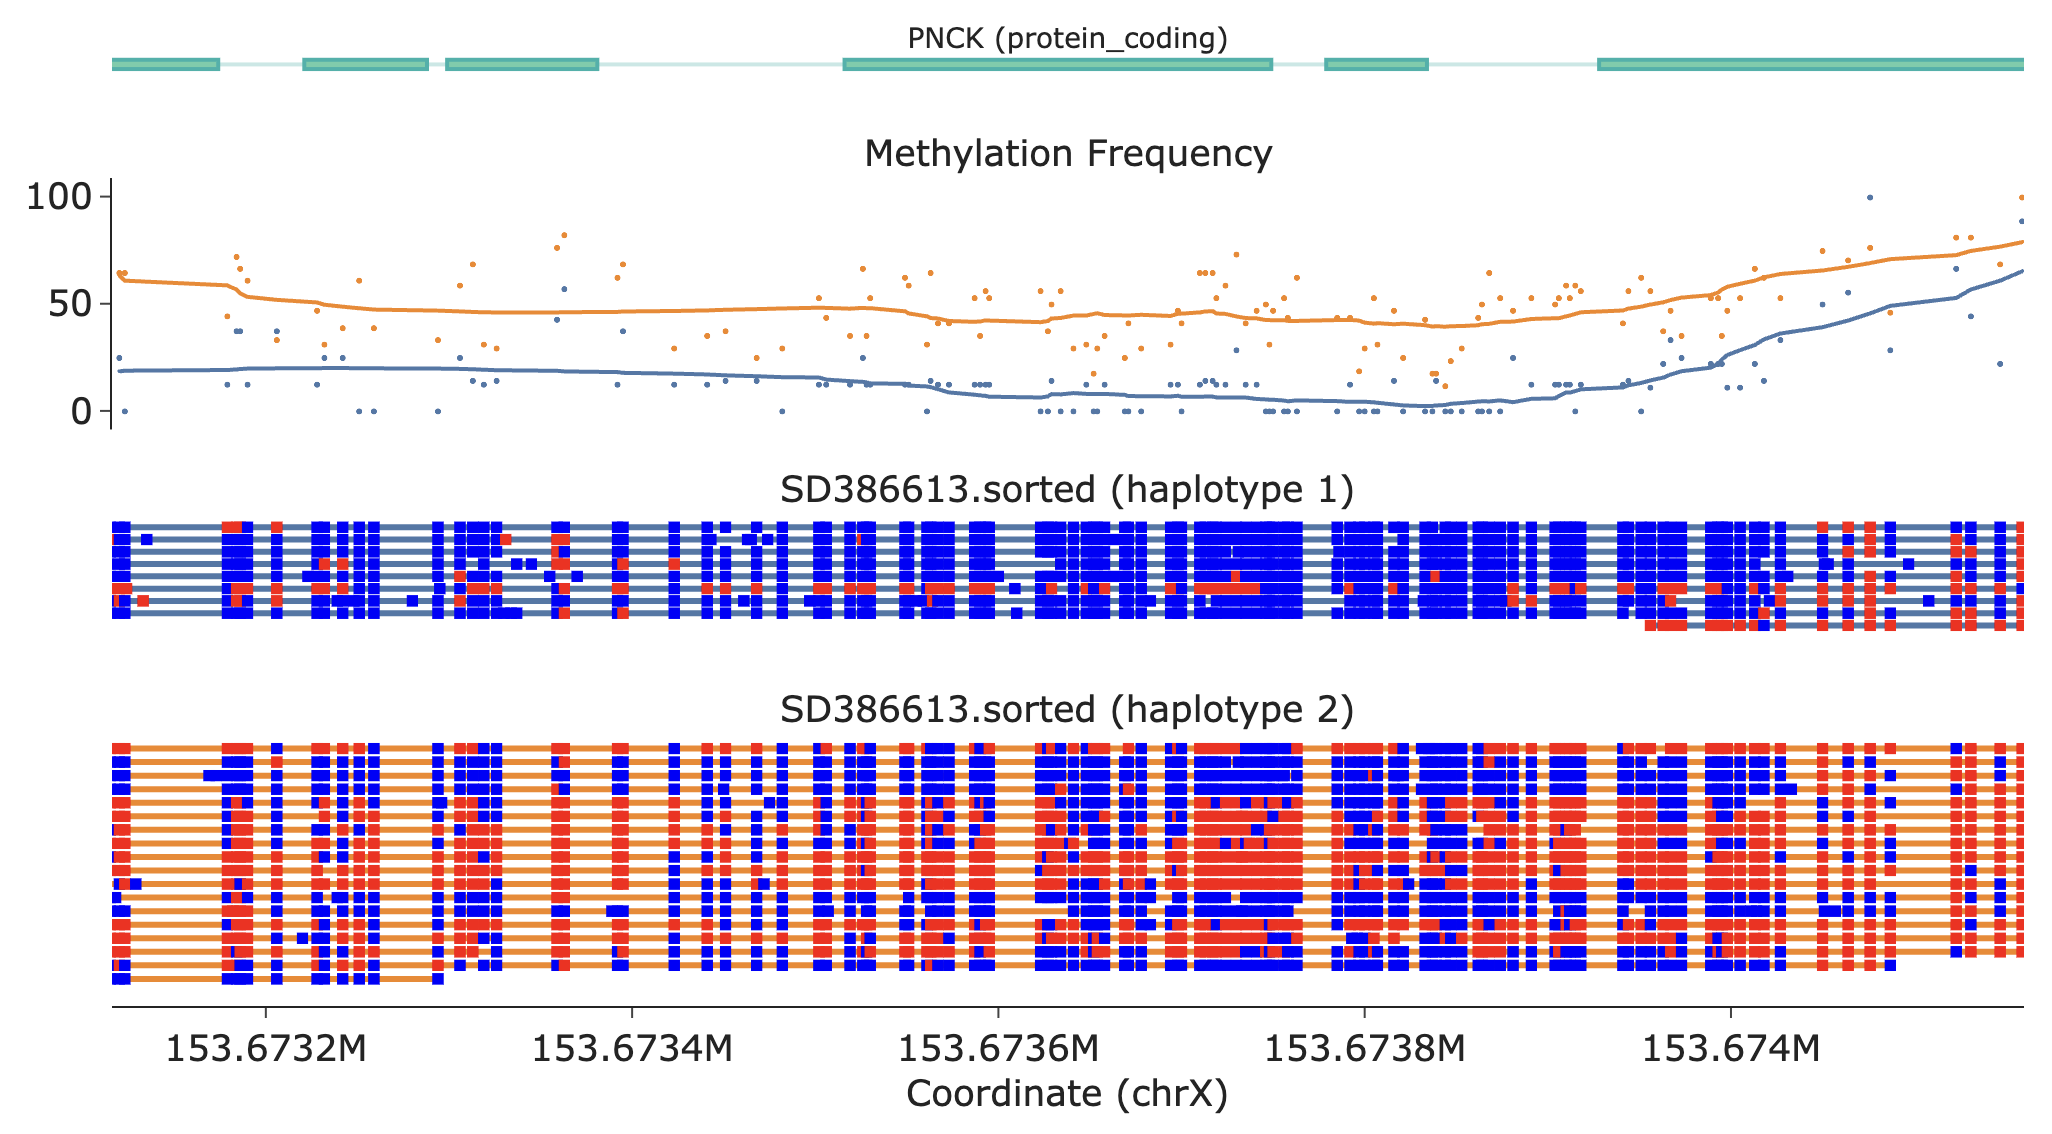 PNCK (protein_coding)
Methylation Frequency
100
50
0
SD386613.sorted (haplotype 1)
SD386613.sorted (haplotype 2)
153.6732M 153.6734M 153.6736M 153.6738M 153.674M
Coordinate (chrX)